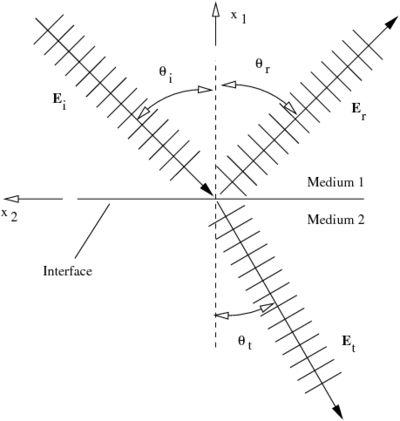 x 1
θ i
θ r
E i
E r
Medium 1
x 2
Medium 2
Interface
θ t
E t